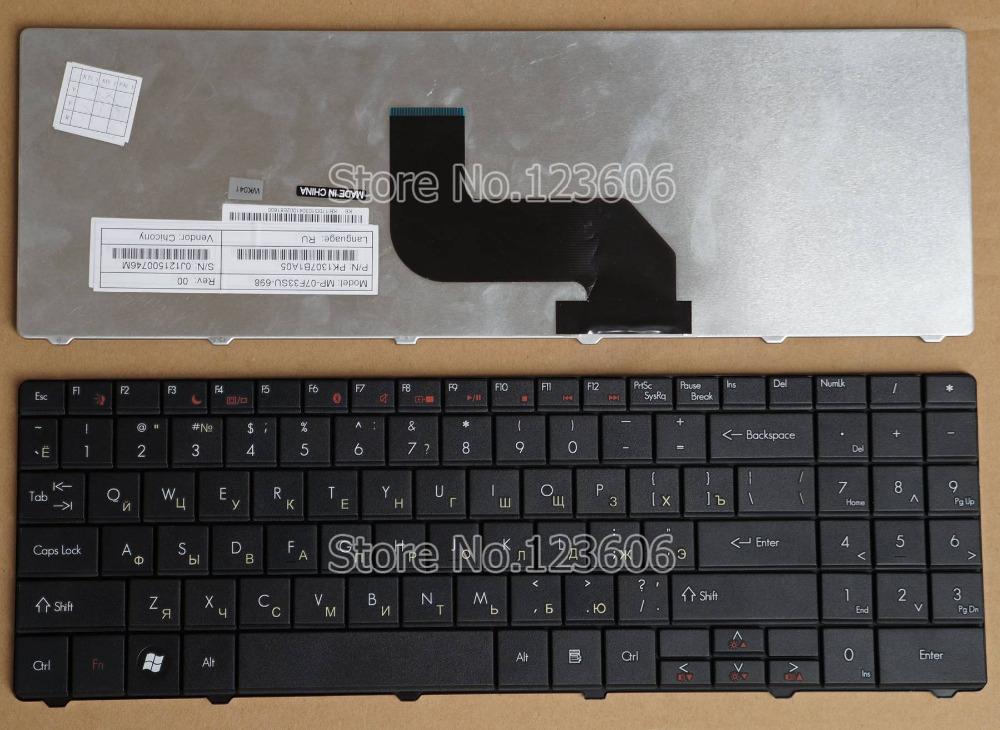 Store No.123606
WK041
MADE IN CHINA
Model: MP-07F33SU-698
Rev: 00
P/N: PK1307B1A05
S/N: 0J121500746M
Language: RU
Vendor: Chicony
Esc F1 F2 F3 F4 F5 F6 F7 F8 F9 F10 F11 F12 PrtSc SysRq Pause Break Ins Del NumLk / *
~ ` Ё ! 1 @ " 2 # № 3 $ ; 4 % 5 ^ : 6 & 7 ? * 8 ( 9 ) 0 _ - + = Backspace . Del + -
Tab Q Й W Ц E У R К T Е Y Н U Г I Ш O Щ P З { [ Х } ] Ъ | \ / \ 7 Home 8 9 Pg Up
Caps Lock A Ф S Ы D В F А G П H Р J О K Л L Д : ; Ж " ' Э Enter 4 5 6
Store No.123606
Shift Z Я X Ч C С V М B И N Т M Ь < , Б > . Ю ? / , . Shift 1 End 2 3 Pg Dn
Ctrl Fn Alt Alt Ctrl 0 Ins Enter